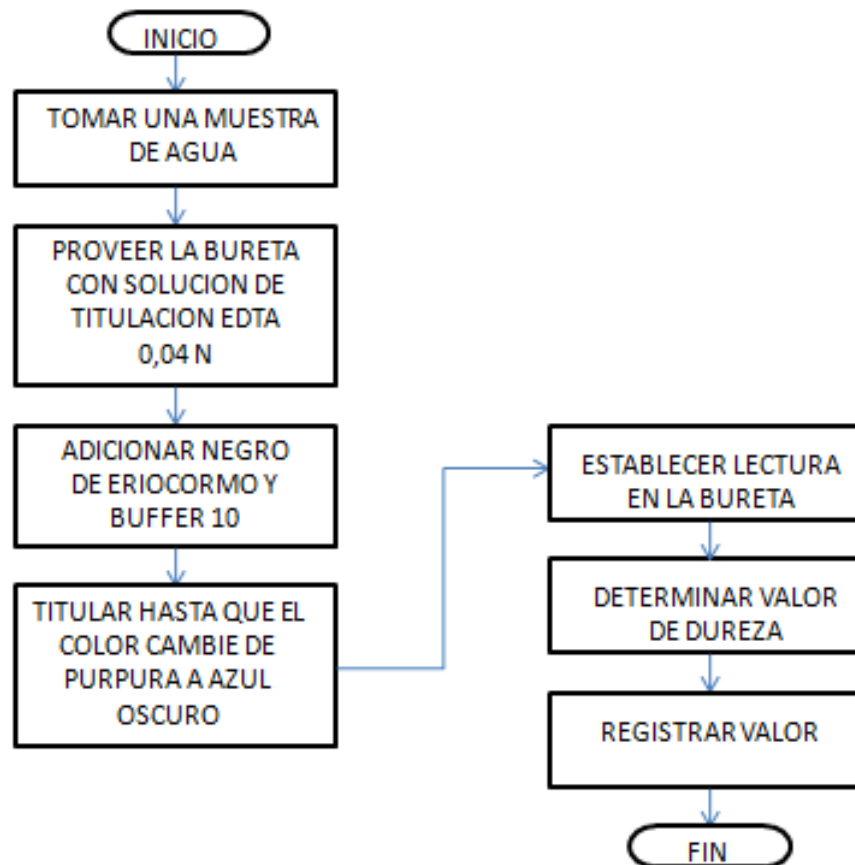 INICIO
TOMAR UNA MUESTRA
DE AGUA
PROVEER LA BURETA
CON SOLUCION DE
TITULACION EDTA
0,04 N
ADICIONAR NEGRO
DE ERIOCORMO Y
BUFFER 10
TITULAR HASTA QUE EL
COLOR CAMBIE DE
PURPURA A AZUL
OSCURO
ESTABLECER LECTURA
EN LA BURETA
DETERMINAR VALOR
DE DUREZA
REGISTRAR VALOR
FIN